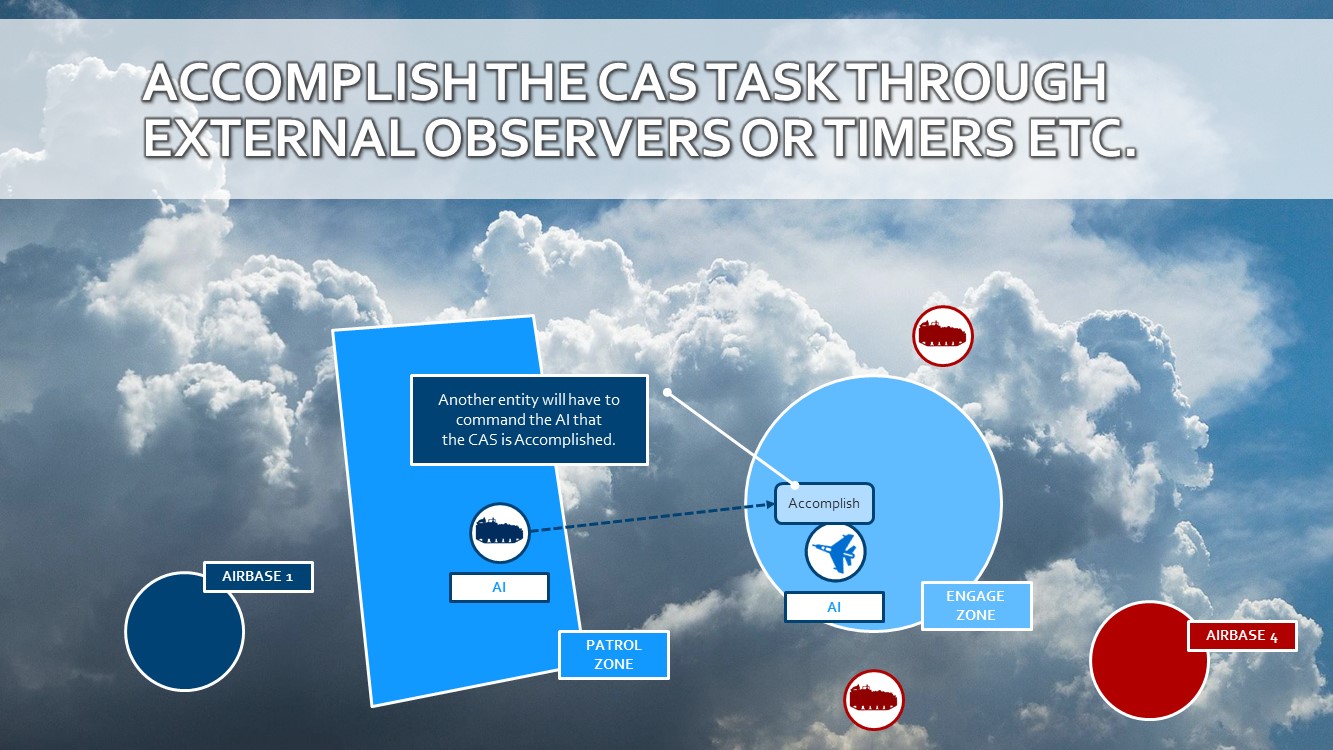 ACCOMPLISH THE CAS TASK THROUGH
EXTERNAL OBSERVERS OR TIMERS ETC.
Another entity will have to
command the AI that
the CAS is Accomplished.
Accomplish
AI
AI
AIRBASE 1
ENGAGE
ZONE
PATROL
ZONE
AIRBASE 4